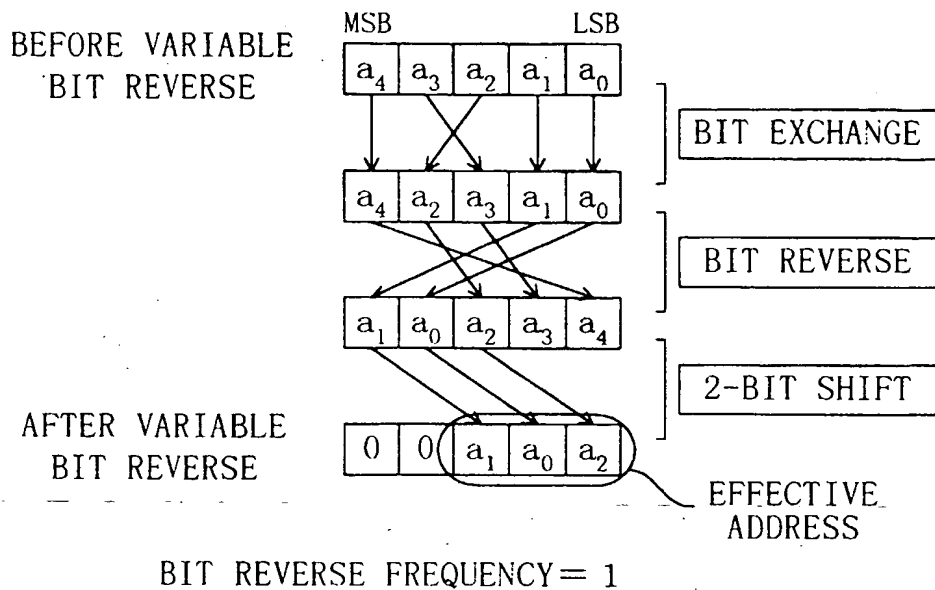 MSB LSB
BEFORE VARIABLE
BIT REVERSE
a₄ a₃ a₂ a₁ a₀
BIT EXCHANGE
a₄ a₂ a₃ a₁ a₀
BIT REVERSE
a₁ a₀ a₂ a₃ a₄
2-BIT SHIFT
AFTER VARIABLE
BIT REVERSE
0 0 a₁ a₀ a₂
EFFECTIVE
ADDRESS
BIT REVERSE FREQUENCY = 1